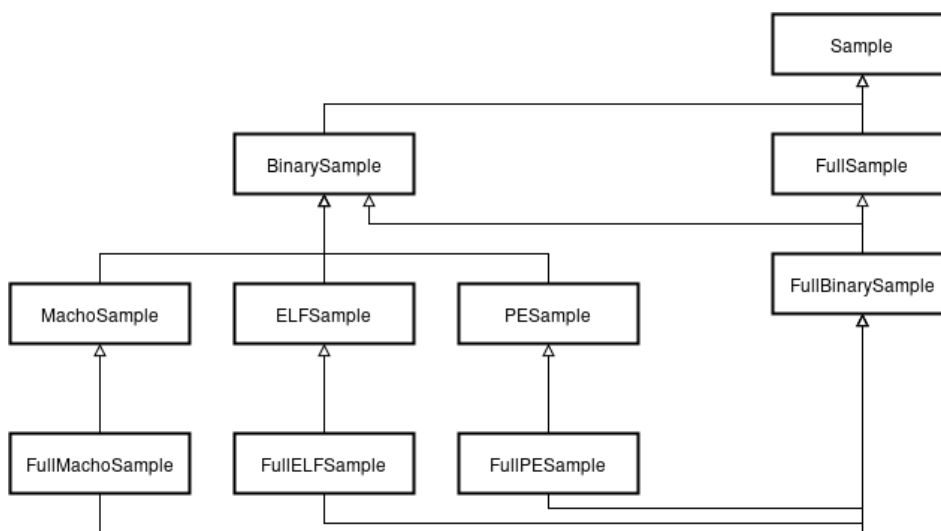 Sample
BinarySample
FullSample
FullBinarySample
MachoSample
ELFSample
PESample
FullMachoSample
FullELFSample
FullPESample